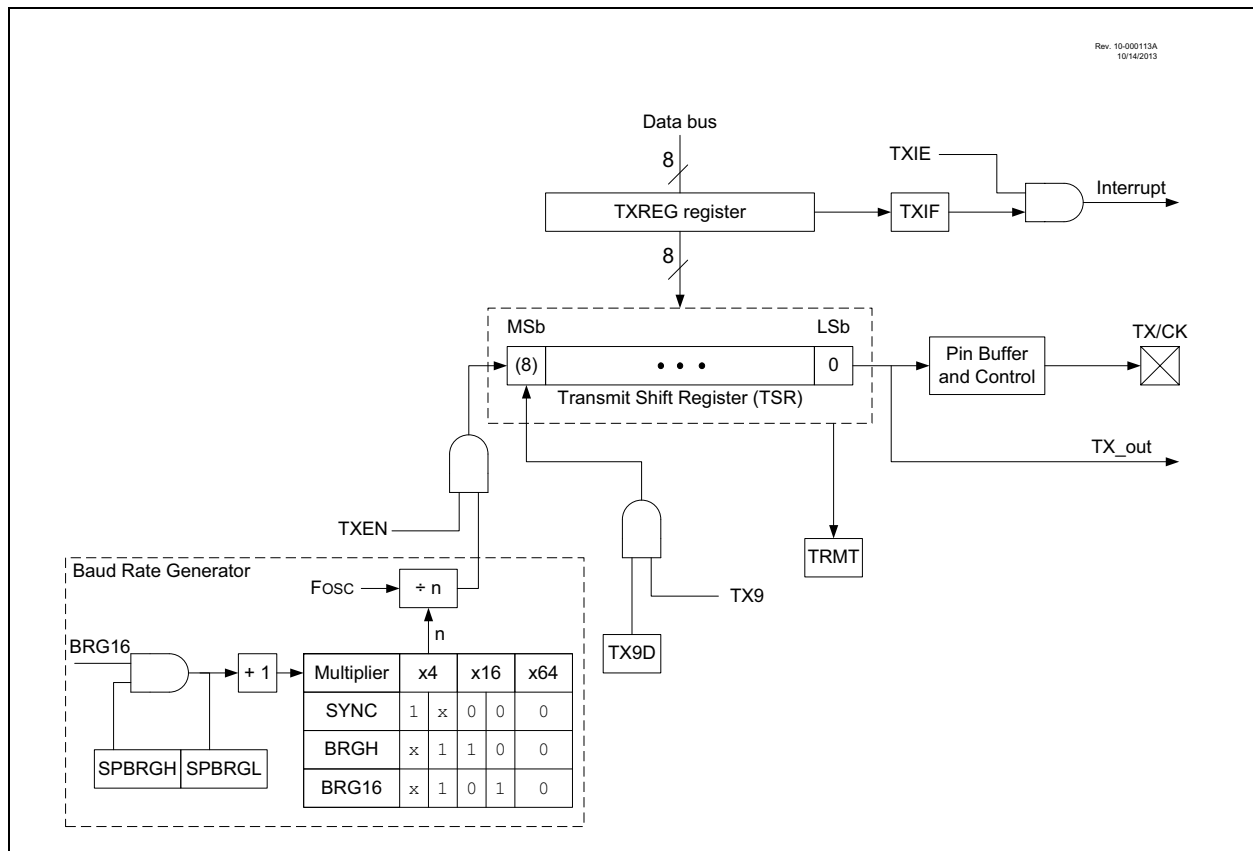 Rev. 10-000113A
10/14/2013
Data bus
8
TXIE
Interrupt
TXREG register
TXIF
8
MSb
LSb
TX/CK
(8)
• • •
0
Pin Buffer
and Control
Transmit Shift Register (TSR)
TX_out
TXEN
TRMT
Baud Rate Generator
FOSC
÷ n
TX9
n
BRG16
TX9D
+ 1
Multiplier x4 x16 x64
SYNC 1 x 0 0 0
BRGH x 1 1 0 0
BRG16 x 1 0 1 0
SPBRGH SPBRGL